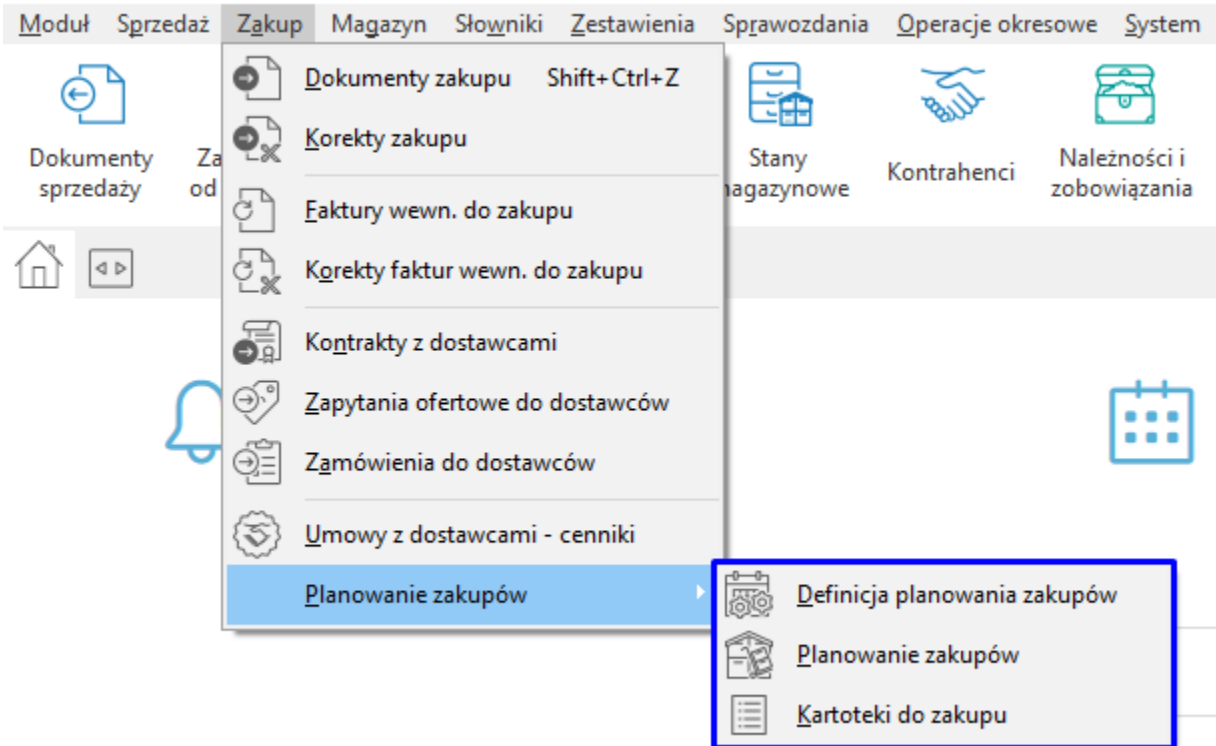 Moduł Sprzedaż Zakup Magazyn Słowniki Zestawienia Sprawozdania Operacje okresowe System
Dokumenty sprzedaży
Stany
Kontrahenci
Należności i zobowiązania
Dokumenty zakupu Shift+Ctrl+Z
Korekty zakupu
Faktury wewn. do zakupu
Korekty faktur wewn. do zakupu
Kontrakty z dostawcami
Zapytania ofertowe do dostawców
Zamówienia do dostawców
Umowy z dostawcami - cenniki
Planowanie zakupów
Definicja planowania zakupów
Planowanie zakupów
Kartoteki do zakupu